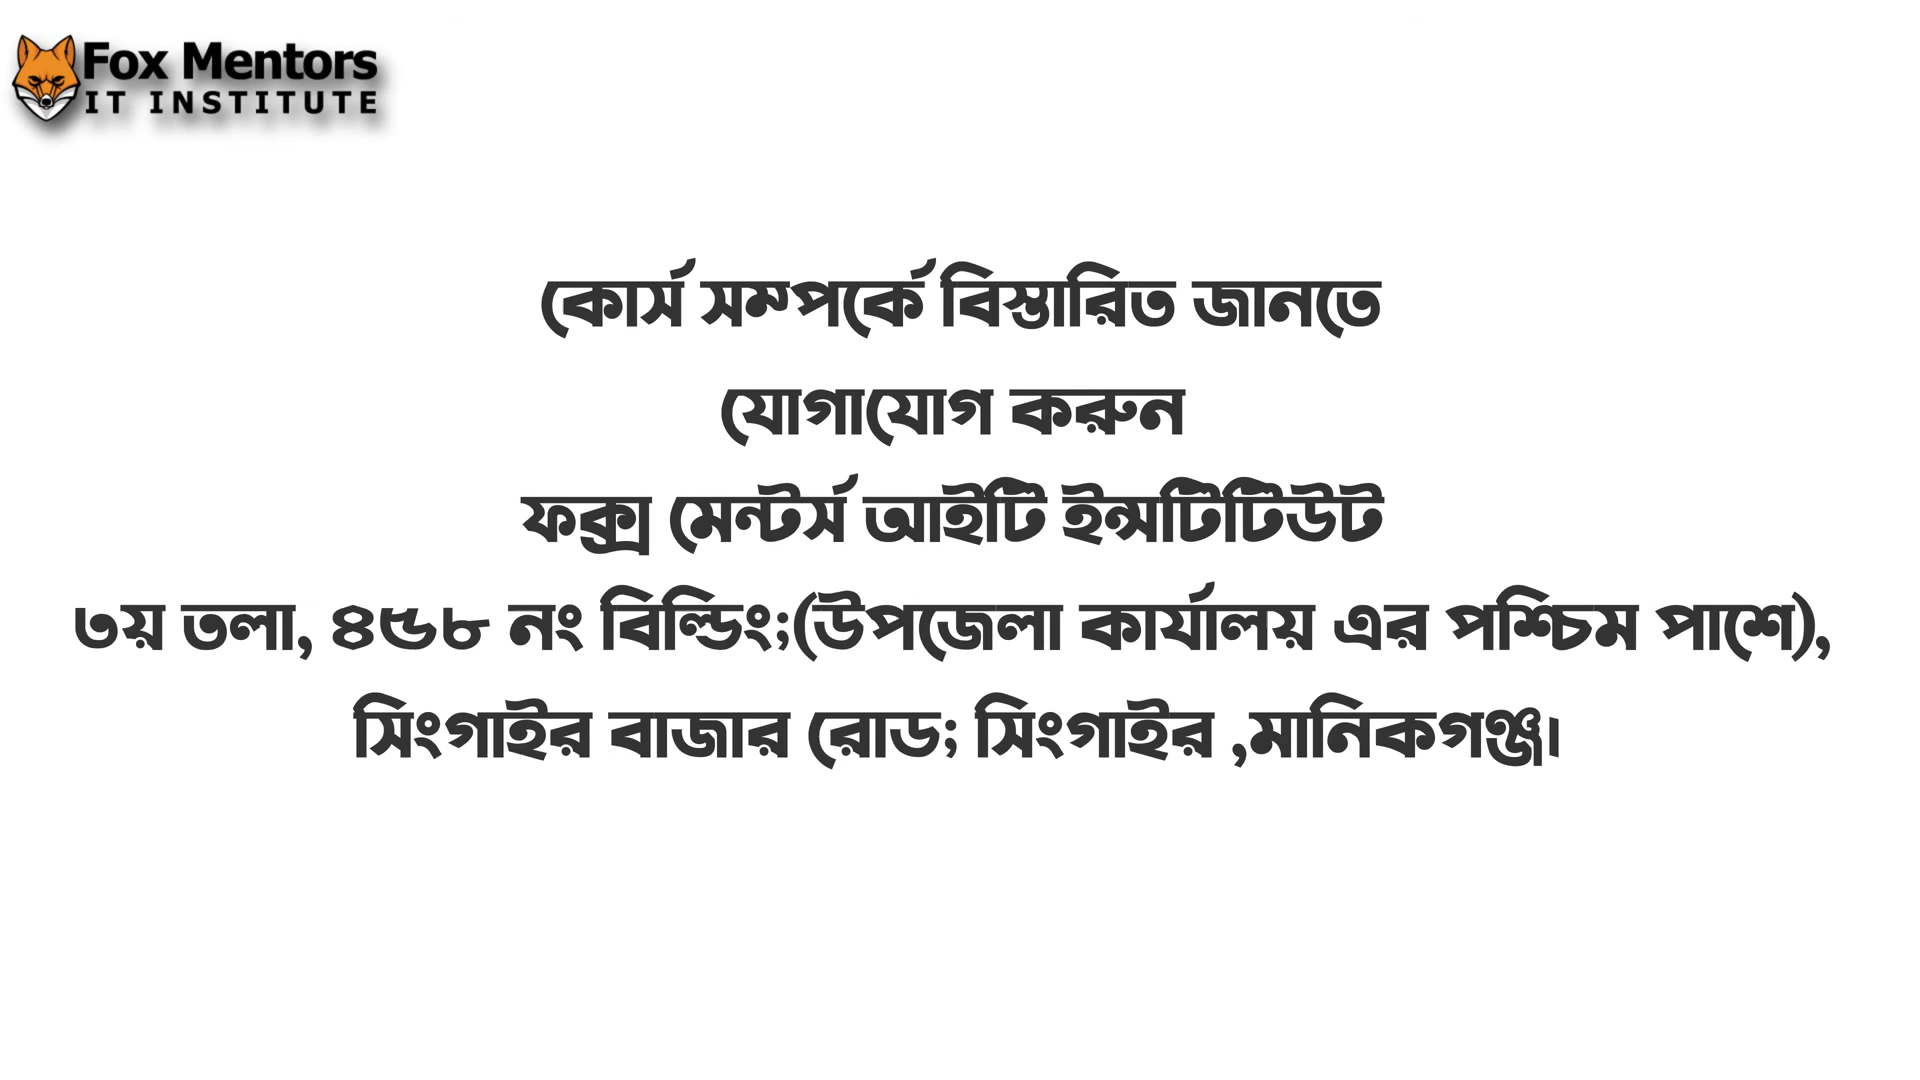 Fox Mentors
IT INSTITUTE
কোর্স সম্পর্কে বিস্তারিত জানতে
যোগাযোগ করুন
ফক্স মেন্টর্স আইটি ইন্সটিটিউট
৩য় তলা, ৪৫৮ নং বিল্ডিং;(উপজেলা কার্যালয় এর পশ্চিম পাশে),
সিংগাইর বাজার রোড; সিংগাইর ,মানিকগঞ্জ।